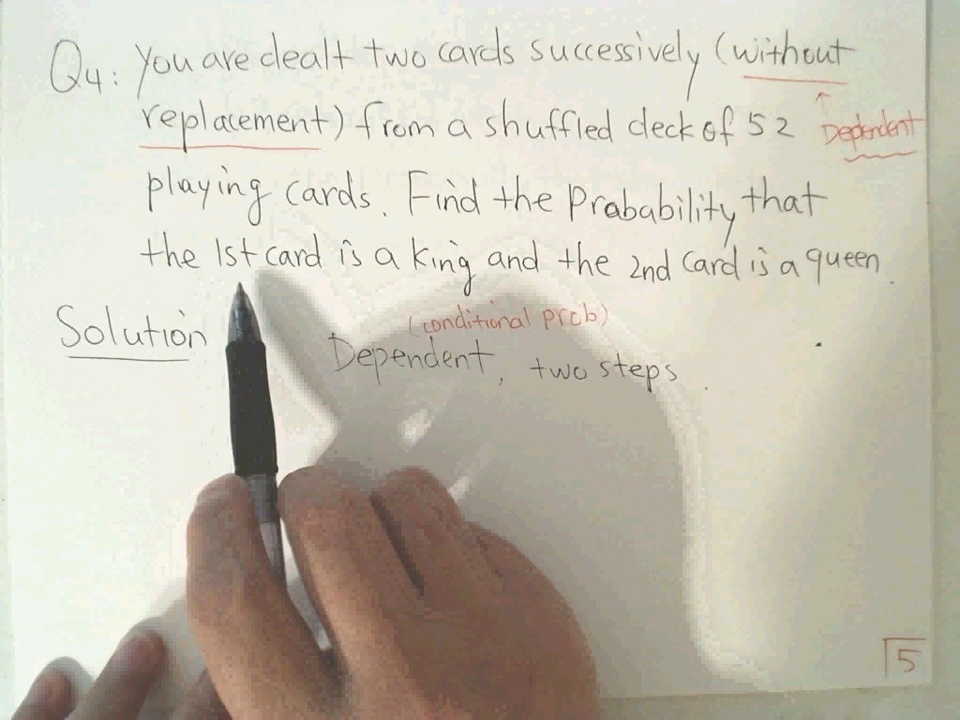 Q4: You are dealt two cards successively (without
replacement) from a shuffled deck of 52
Dependent
playing cards. Find the Probability that
the 1st card is a king and the 2nd card is a queen
Solution
(conditional prob)
Dependent, two steps.
5